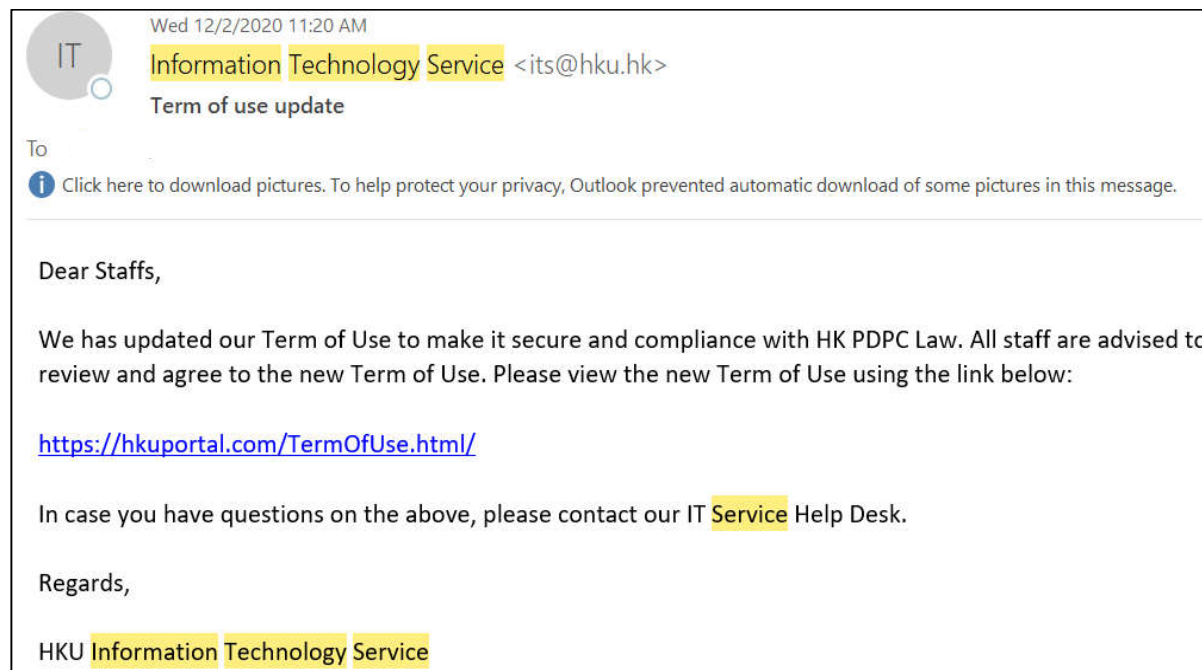 IT
Wed 12/2/2020 11:20 AM
Information Technology Service <its@hku.hk>
Term of use update
To
Click here to download pictures. To help protect your privacy, Outlook prevented automatic download of some pictures in this message.
Dear Staffs,
We has updated our Term of Use to make it secure and compliance with HK PDPC Law. All staff are advised to
review and agree to the new Term of Use. Please view the new Term of Use using the link below:
https://hkuportal.com/TermOfUse.html/
In case you have questions on the above, please contact our IT Service Help Desk.
Regards,
HKU Information Technology Service